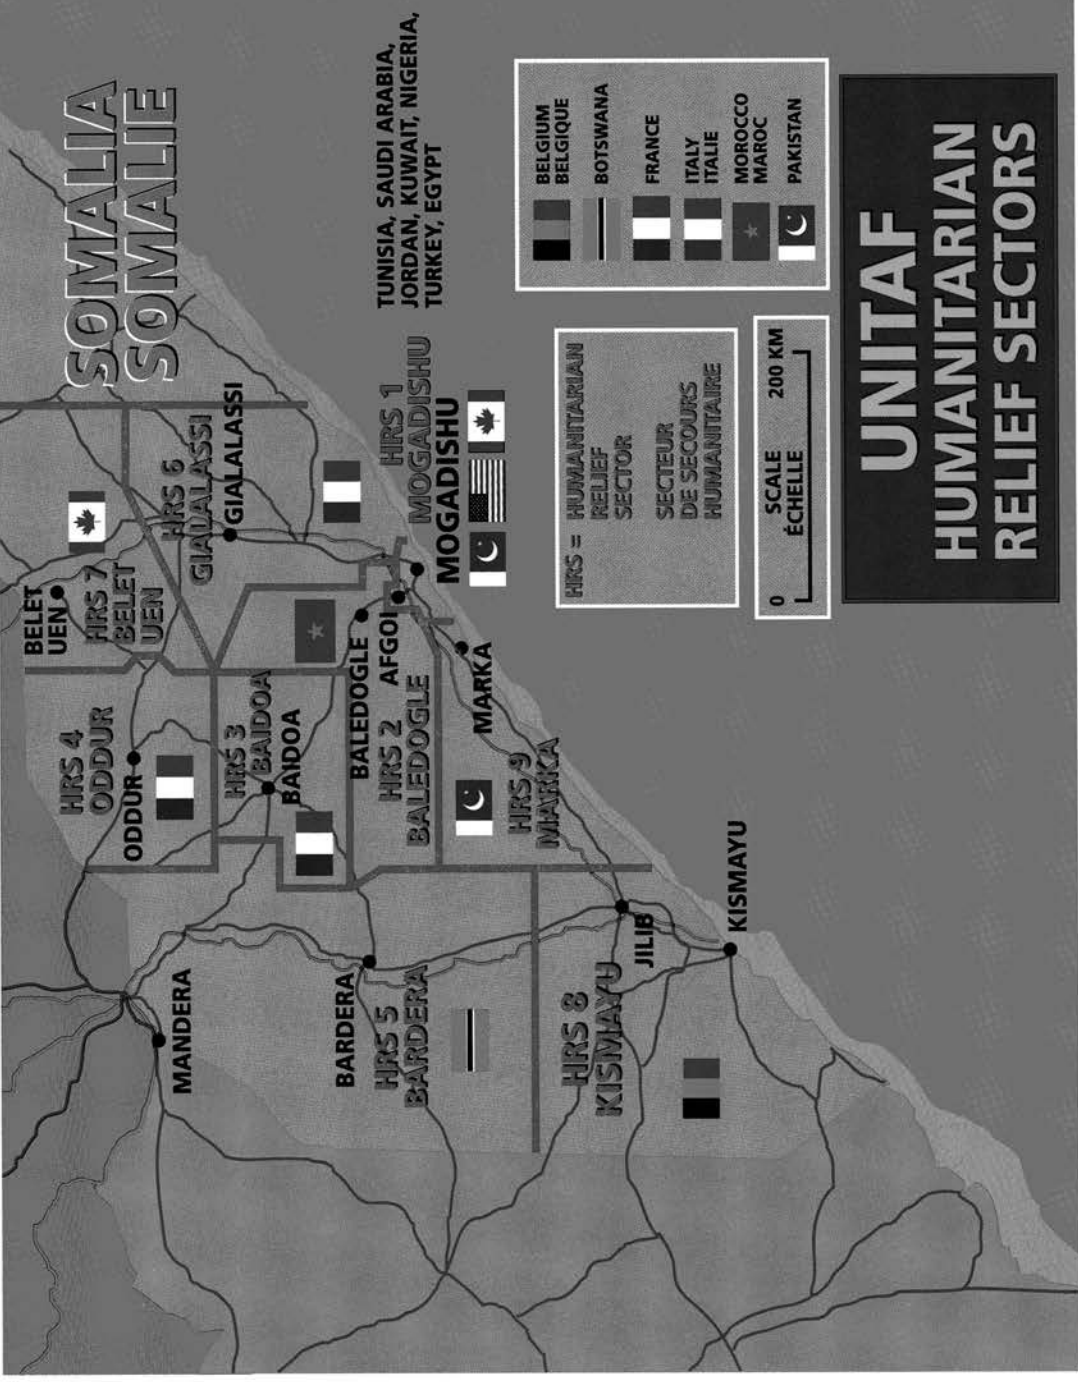 SOMALIA
SOMALIE
BELET
UEN
HRS 7
BELET
UEN
HRS 6
GIALALASSI
GIALALASSI
HRS 4
ODDUR
ODDUR
HRS 3
BAIDOA
BAIDOA
BALEDOGLE
AFGOI
HRS 2
BALEDOGLE
HRS 1
MOGADISHU
MOGADISHU
TUNISIA, SAUDI ARABIA,
JORDAN, KUWAIT, NIGERIA,
TURKEY, EGYPT
MARKA
HRS 9
MARKA
MANDERA
BARDERA
HRS 5
BARDERA
HRS 8
KISMAYU
JILIB
KISMAYU
HRS = HUMANITARIAN
RELIEF
SECTOR
SECTEUR
DE SECOURS
HUMANITAIRE
SCALE
ÉCHELLE
0 200 KM
BELGIUM
BELGIQUE
BOTSWANA
FRANCE
ITALY
ITALIE
MOROCCO
MAROC
PAKISTAN
UNITAF
HUMANITARIAN
RELIEF SECTORS